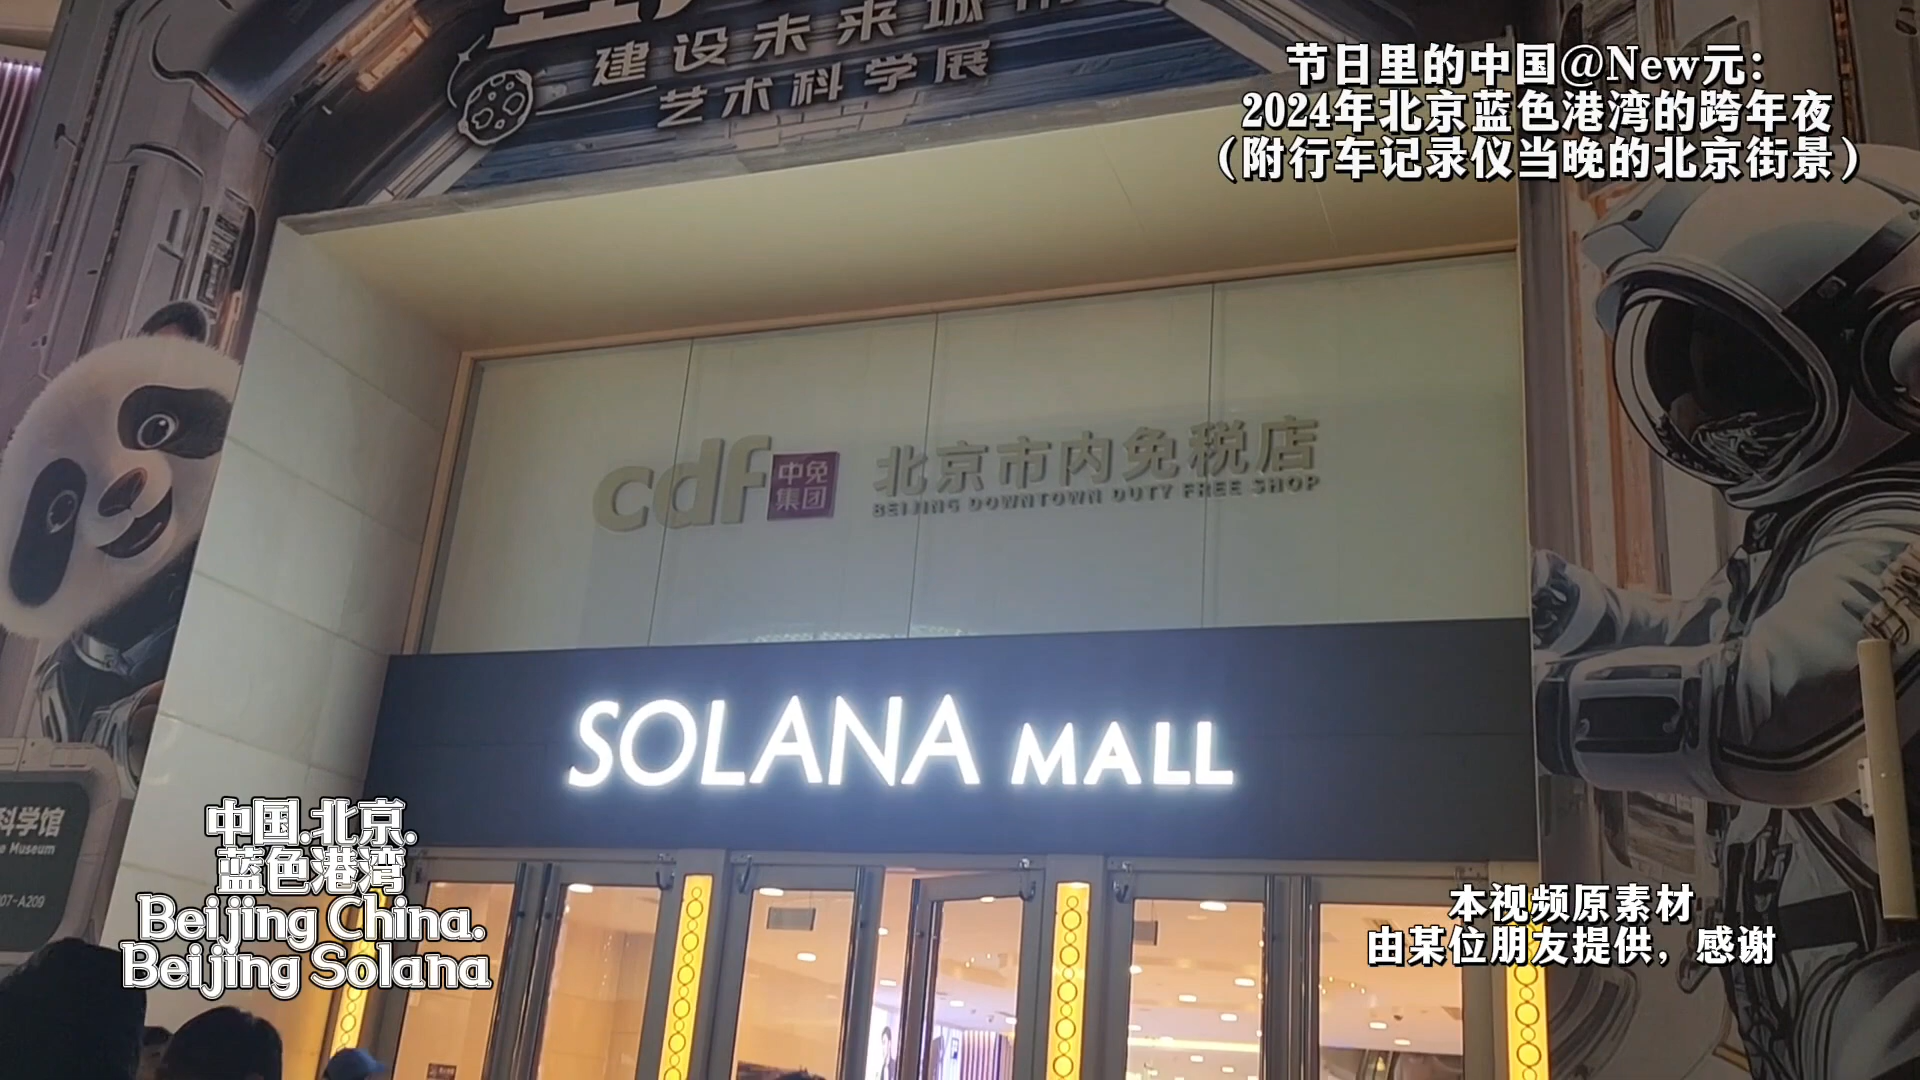 建设未来城市
艺术科学展
节日里的中国@New元：
2024年北京蓝色港湾的跨年夜
（附行车记录仪当晚的北京街景）
cdf 中免集团 北京市内免税店
BEIJING DOWNTOWN DUTY FREE SHOP
SOLANA MALL
科学馆
Museum
07-A209
中国.北京.
蓝色港湾
Beijing China.
Beijing Solana
本视频原素材
由某位朋友提供，感谢